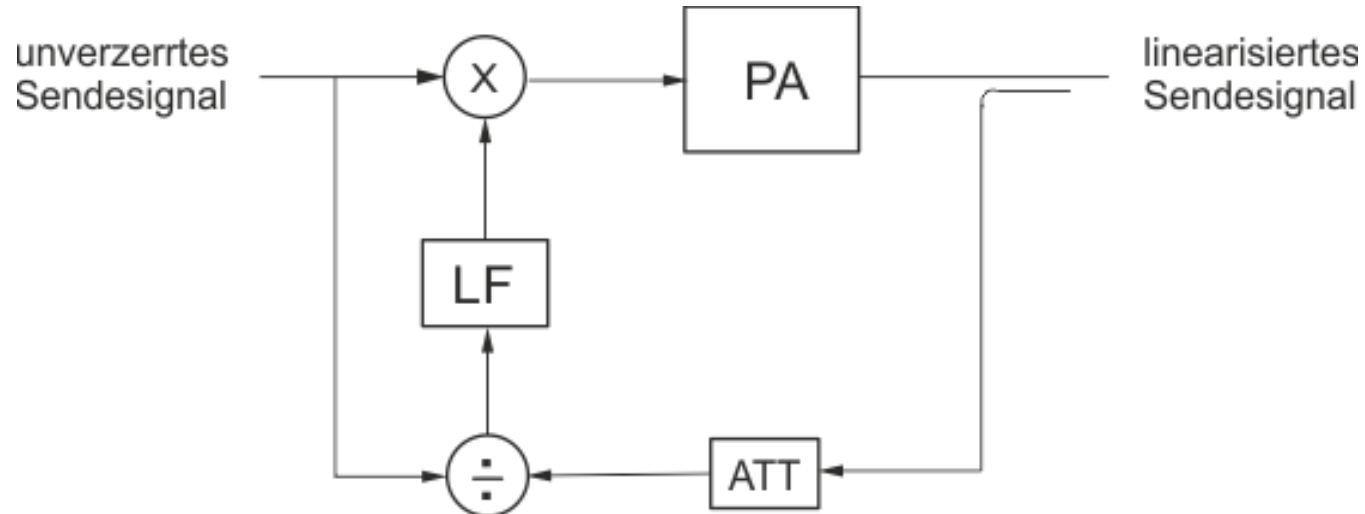 unverzerrtes
Sendesignal
X
PA
linearisiertes
Sendesignal
LF
÷
ATT